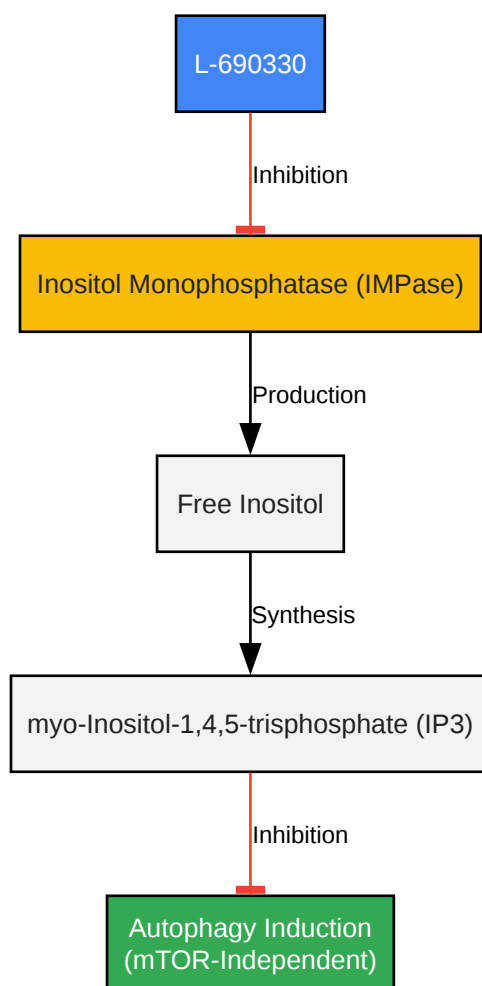 L-690330
Inhibition
Inositol Monophosphatase (IMPase)
Production
Free Inositol
Synthesis
myo-Inositol-1,4,5-trisphosphate (IP3)
Inhibition
Autophagy Induction
(mTOR-Independent)